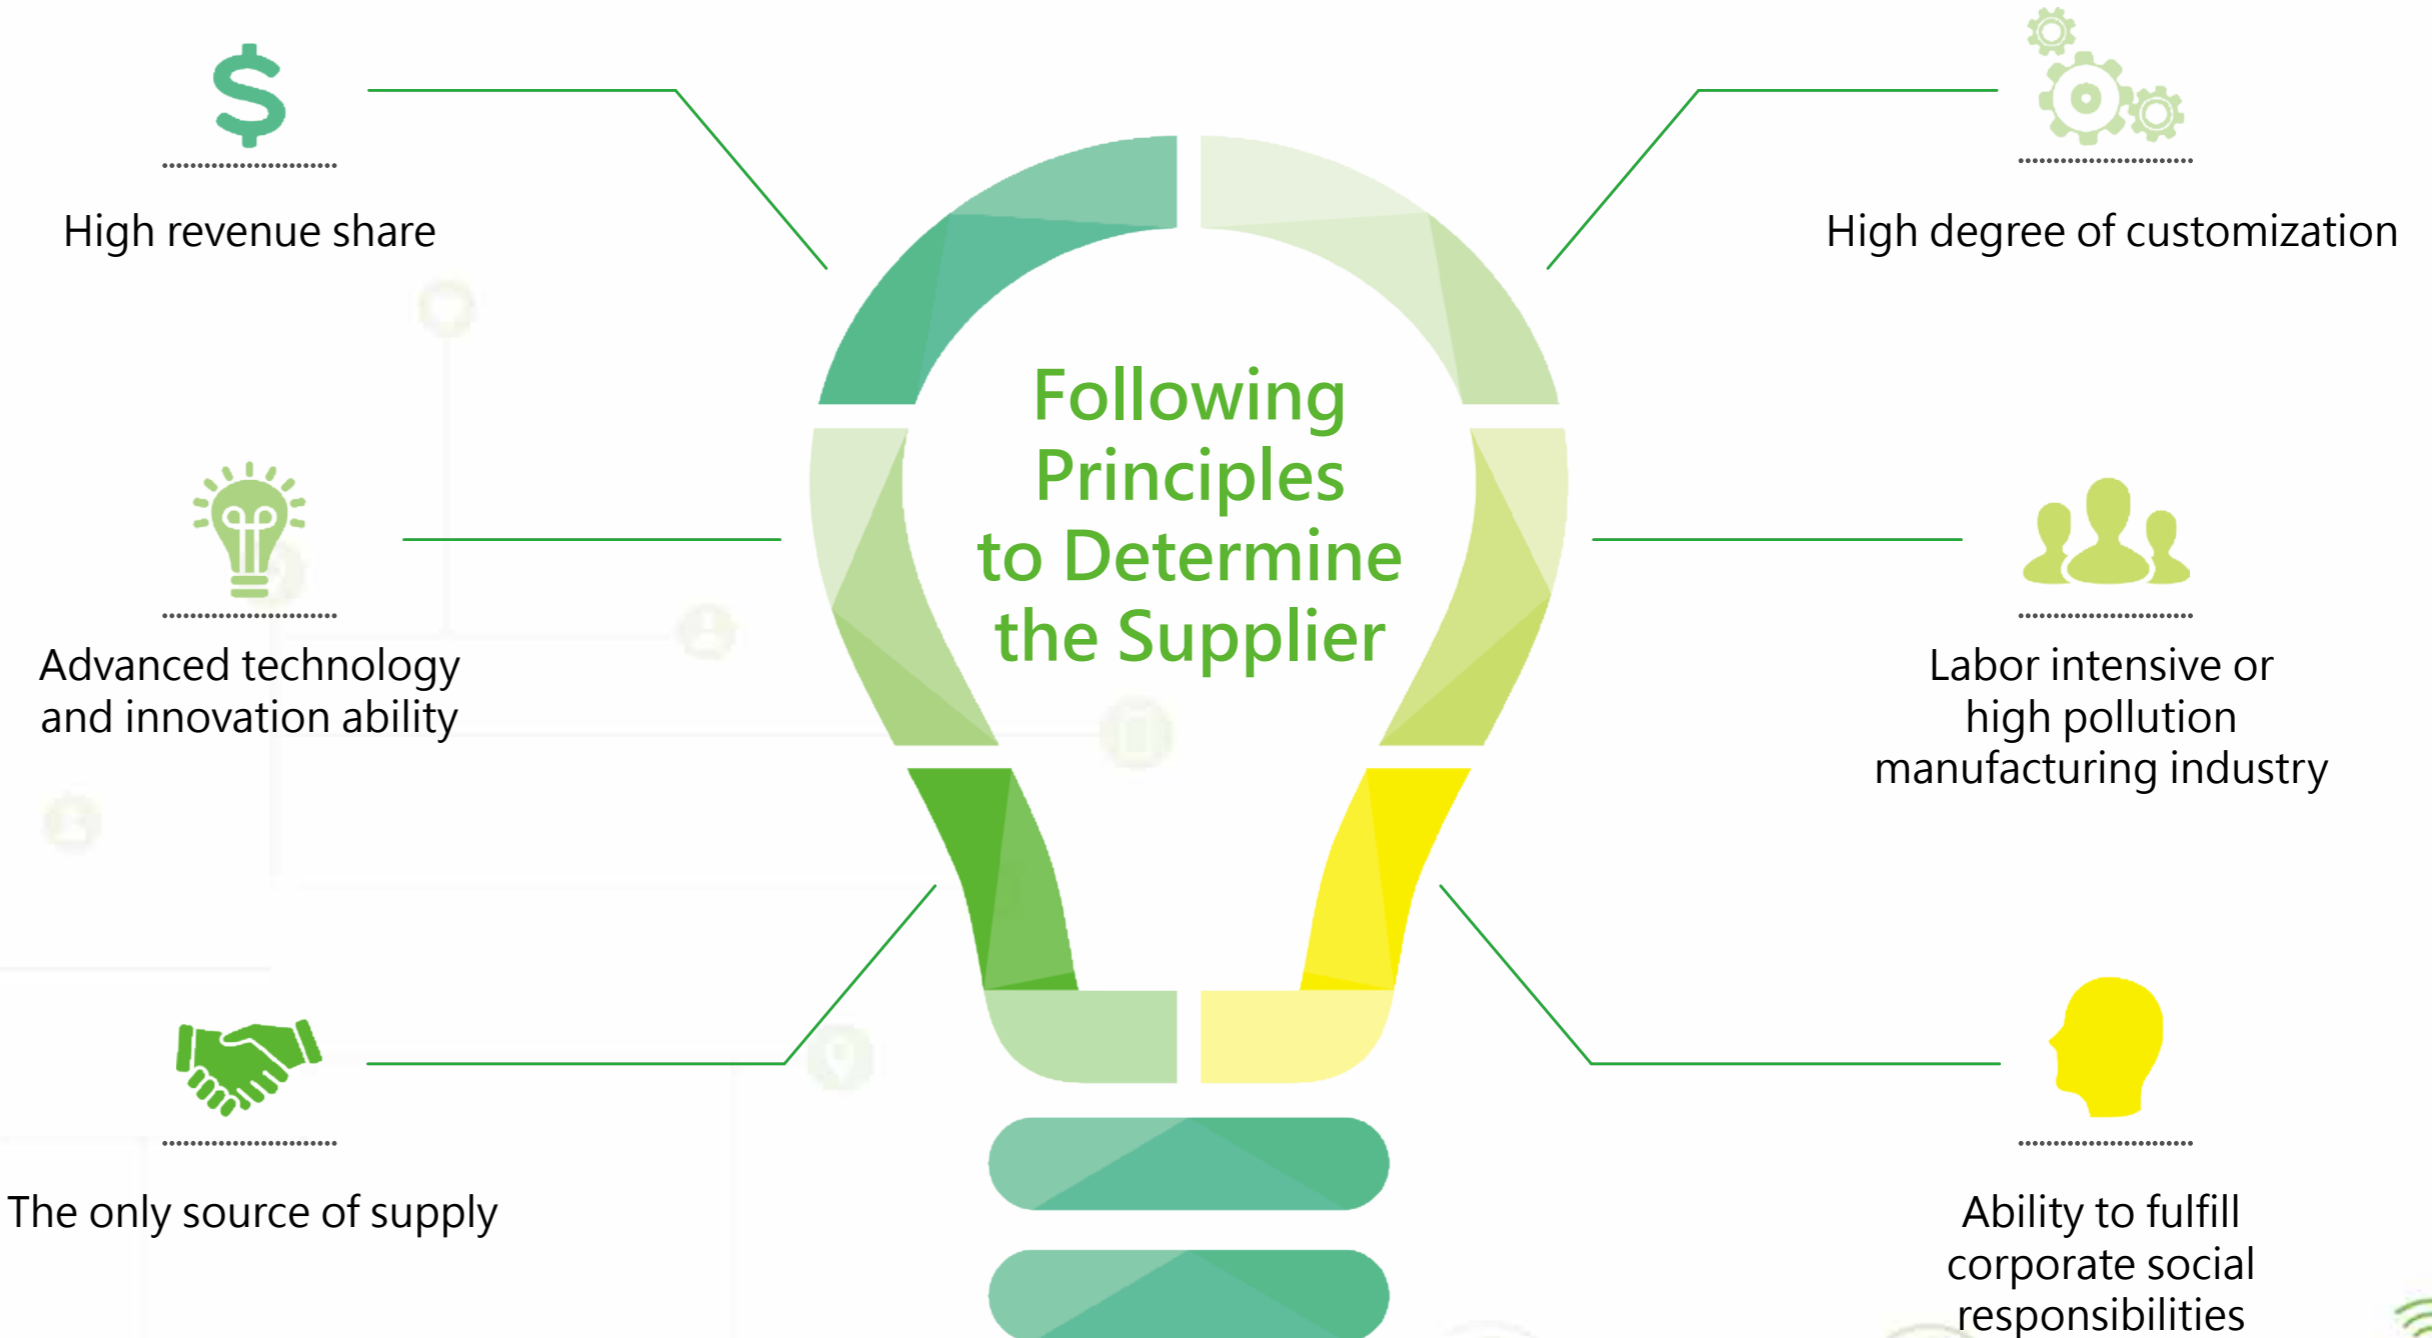 High revenue share
High degree of customization
Following
Principles
to Determine
the Supplier
Advanced technology
and innovation ability
Labor intensive or
high pollution
manufacturing industry
The only source of supply
Ability to fulfill
corporate social
responsibilities